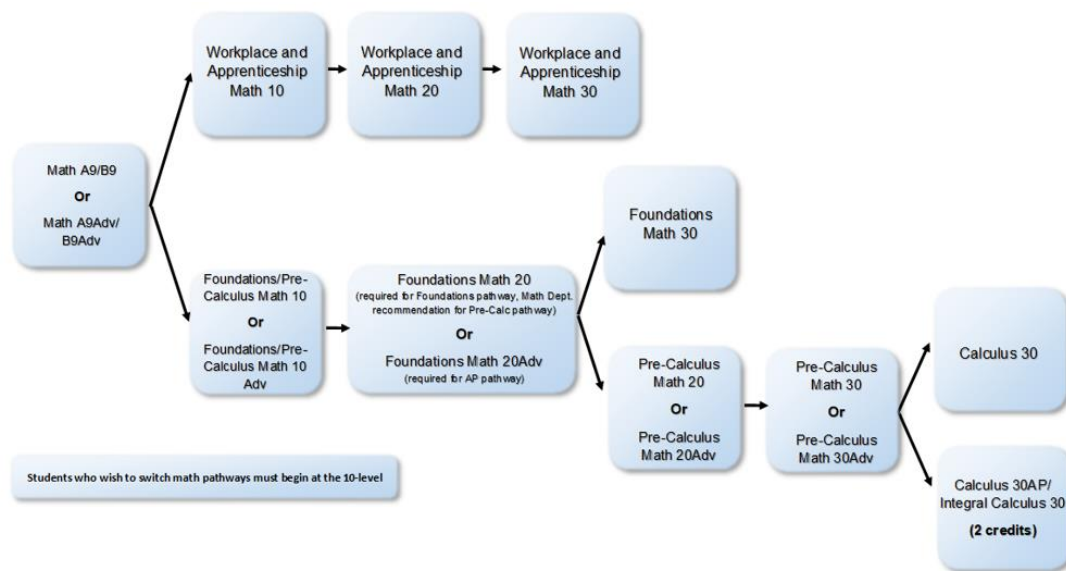 Workplace and
Apprenticeship
Math 10
Workplace and
Apprenticeship
Math 20
Workplace and
Apprenticeship
Math 30
Math A9/B9
Or
Math A9Adv/
B9Adv
Foundations/Pre-
Calculus Math 10
Or
Foundations/Pre-
Calculus Math 10
Adv
Foundations Math 20
(required for Foundations pathway, Math Dept.
recommendation for Pre-Calc pathway)
Or
Foundations Math 20Adv
(required for AP pathway)
Foundations
Math 30
Pre-Calculus
Math 20
Or
Pre-Calculus
Math 20Adv
Pre-Calculus
Math 30
Or
Pre-Calculus
Math 30Adv
Calculus 30
Calculus 30AP/
Integral Calculus 30
(2 credits)
Students who wish to switch math pathways must begin at the 10-level